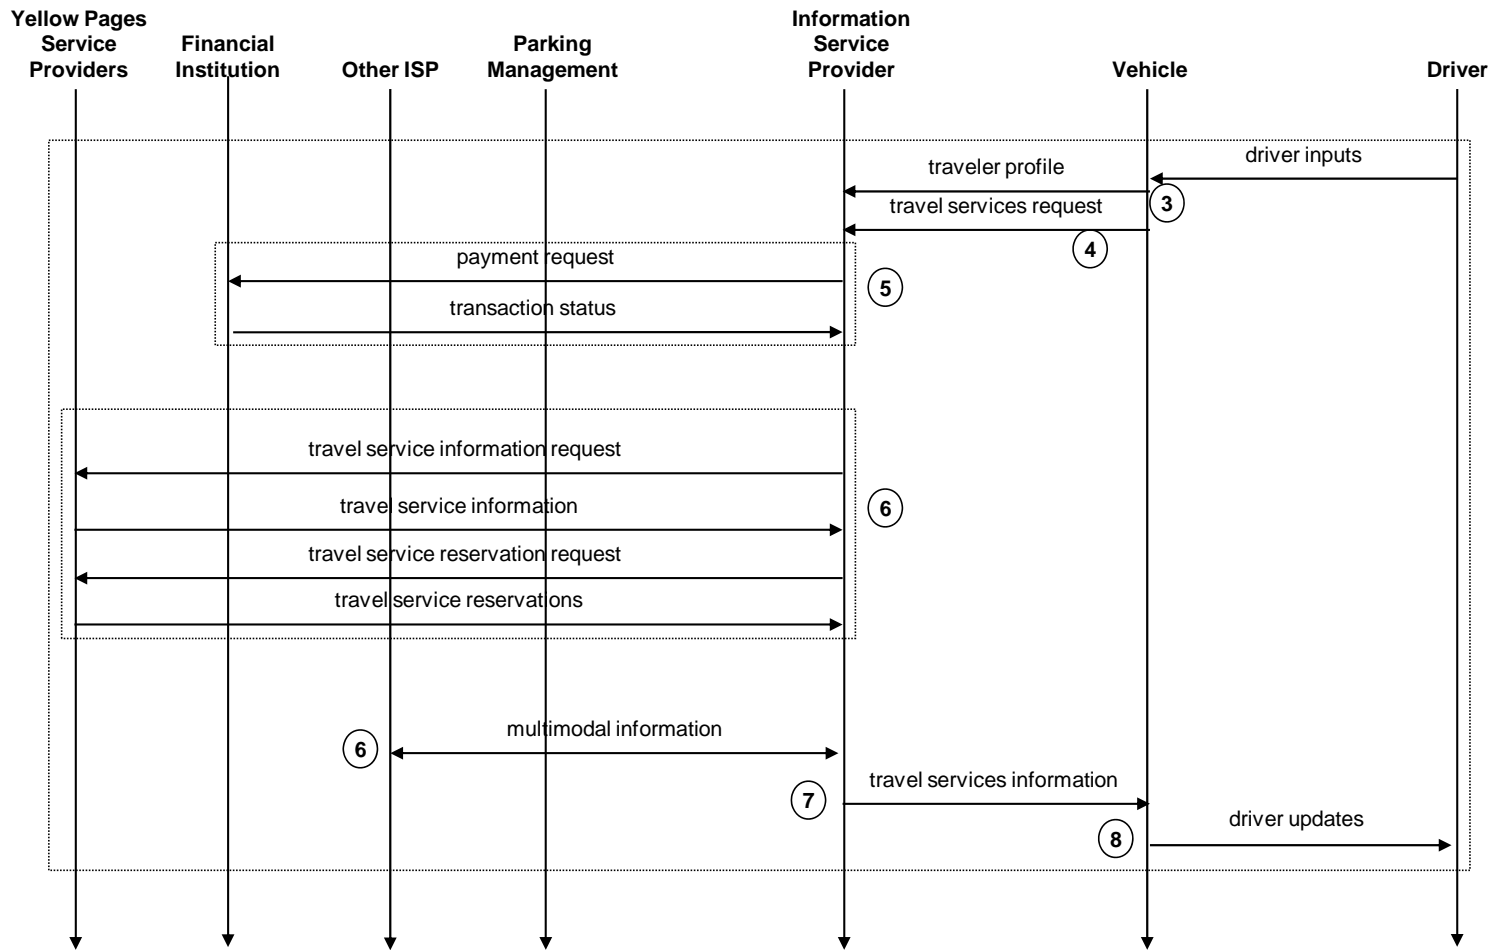 Yellow Pages
Service
Providers
Financial
Institution
Other ISP
Parking
Management
Information
Service
Provider
Vehicle
Driver
driver inputs
traveler profile
3
travel services request
4
payment request
5
transaction status
travel service information request
travel service information
6
travel service reservation request
travel service reservations
multimodal information
6
travel services information
7
driver updates
8